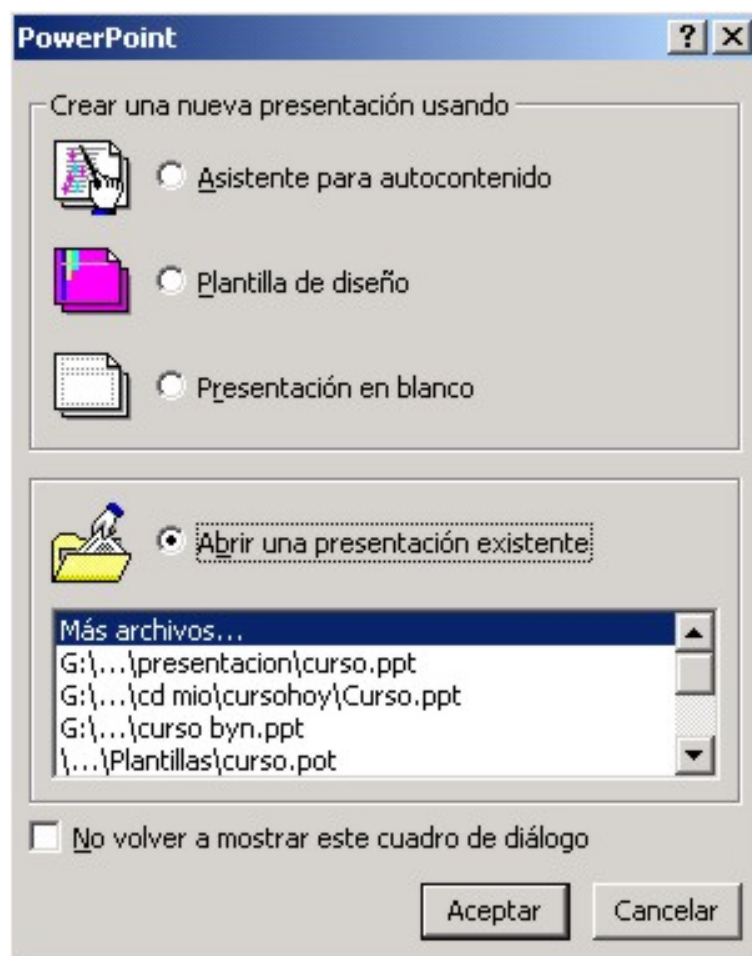 PowerPoint
Crear una nueva presentación usando
Asistente para autocontenido
Plantilla de diseño
Presentación en blanco
Abrir una presentación existente
Más archivos...
G:\...\presentacion\curso.ppt
G:\...\cd mio\cursohoy\Curso.ppt
G:\...\curso byn.ppt
\...\Plantillas\curso.pot
No volver a mostrar este cuadro de diálogo
Aceptar Cancelar